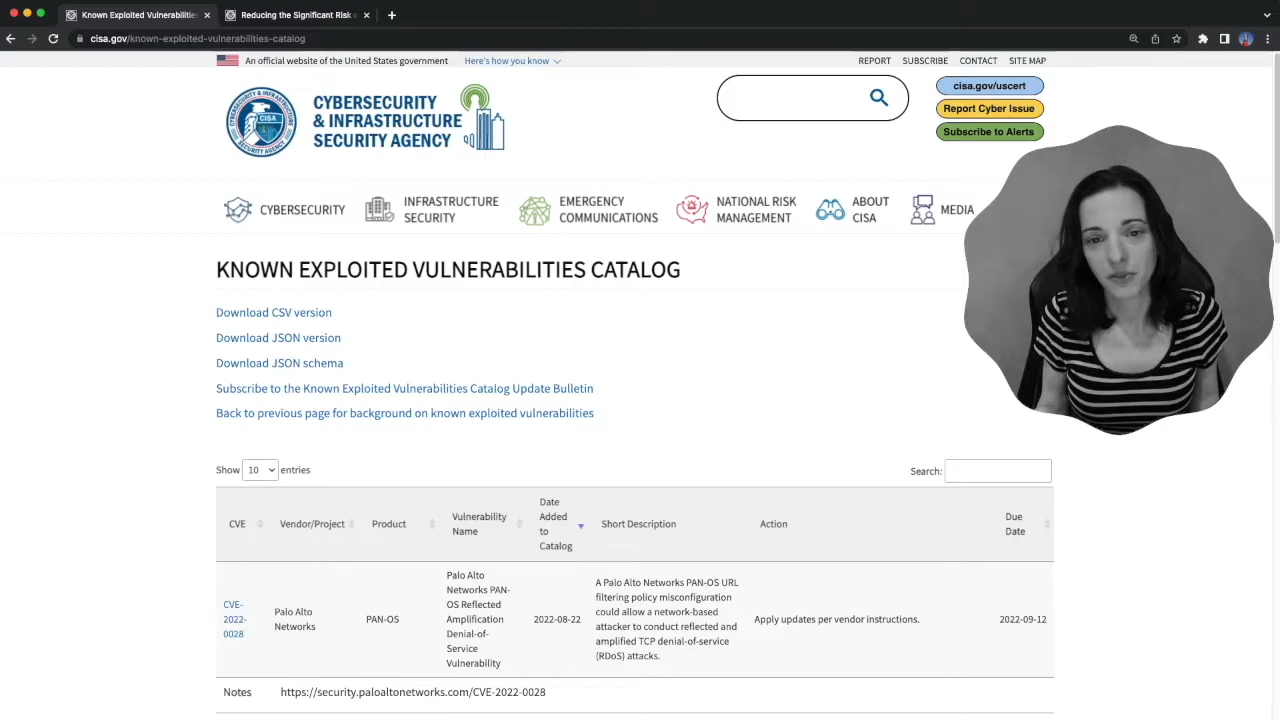 Known Exploited Vulnerabilities
Reducing the Significant Risk o
cisa.gov/known-exploited-vulnerabilities-catalog
An official website of the United States government
Here's how you know
REPORT SUBSCRIBE CONTACT SITE MAP
CYBERSECURITY
& INFRASTRUCTURE
SECURITY AGENCY
CISA
cisa.gov/uscert
Report Cyber Issue
Subscribe to Alerts
CYBERSECURITY
INFRASTRUCTURE
SECURITY
EMERGENCY
COMMUNICATIONS
NATIONAL RISK
MANAGEMENT
ABOUT
CISA
MEDIA
KNOWN EXPLOITED VULNERABILITIES CATALOG
Download CSV version
Download JSON version
Download JSON schema
Subscribe to the Known Exploited Vulnerabilities Catalog Update Bulletin
Back to previous page for background on known exploited vulnerabilities
Show 10 entries
Search:
CVE
Vendor/Project
Product
Vulnerability
Name
Date
Added
to
Catalog
Short Description
Action
Due
Date
CVE-
2022-
0028
Palo Alto
Networks
PAN-OS
Palo Alto
Networks PAN-
OS Reflected
Amplification
Denial-of-
Service
Vulnerability
2022-08-22
A Palo Alto Networks PAN-OS URL
filtering policy misconfiguration
could allow a network-based
attacker to conduct reflected and
amplified TCP denial-of-service
(RDoS) attacks.
Apply updates per vendor instructions.
2022-09-12
Notes
https://security.paloaltonetworks.com/CVE-2022-0028